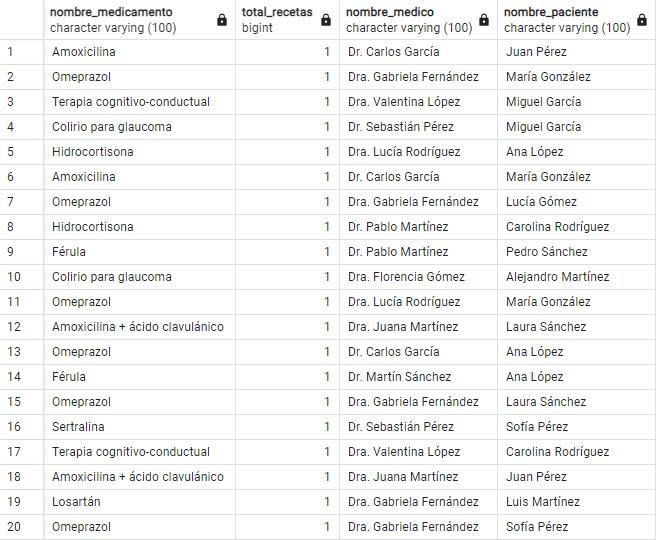 nombre_medicamento total_recetas nombre_medico nombre_paciente
character varying (100) bigint character varying (100) character varying (100)
1 Amoxicilina 1 Dr. Carlos García Juan Pérez
2 Omeprazol 1 Dra. Gabriela Fernández María González
3 Terapia cognitivo-conductual 1 Dra. Valentina López Miguel García
4 Colirio para glaucoma 1 Dr. Sebastián Pérez Miguel García
5 Hidrocortisona 1 Dra. Lucía Rodríguez Ana López
6 Amoxicilina 1 Dr. Carlos García María González
7 Omeprazol 1 Dra. Gabriela Fernández Lucía Gómez
8 Hidrocortisona 1 Dr. Pablo Martínez Carolina Rodríguez
9 Férula 1 Dr. Pablo Martínez Pedro Sánchez
10 Colirio para glaucoma 1 Dra. Florencia Gómez Alejandro Martínez
11 Omeprazol 1 Dra. Lucía Rodríguez María González
12 Amoxicilina + ácido clavulánico 1 Dra. Juana Martínez Laura Sánchez
13 Omeprazol 1 Dr. Carlos García Ana López
14 Férula 1 Dr. Martín Sánchez Ana López
15 Omeprazol 1 Dra. Gabriela Fernández Laura Sánchez
16 Sertralina 1 Dr. Sebastián Pérez Sofía Pérez
17 Terapia cognitivo-conductual 1 Dra. Valentina López Carolina Rodríguez
18 Amoxicilina + ácido clavulánico 1 Dra. Juana Martínez Juan Pérez
19 Losartán 1 Dra. Gabriela Fernández Luis Martínez
20 Omeprazol 1 Dra. Gabriela Fernández Sofía Pérez